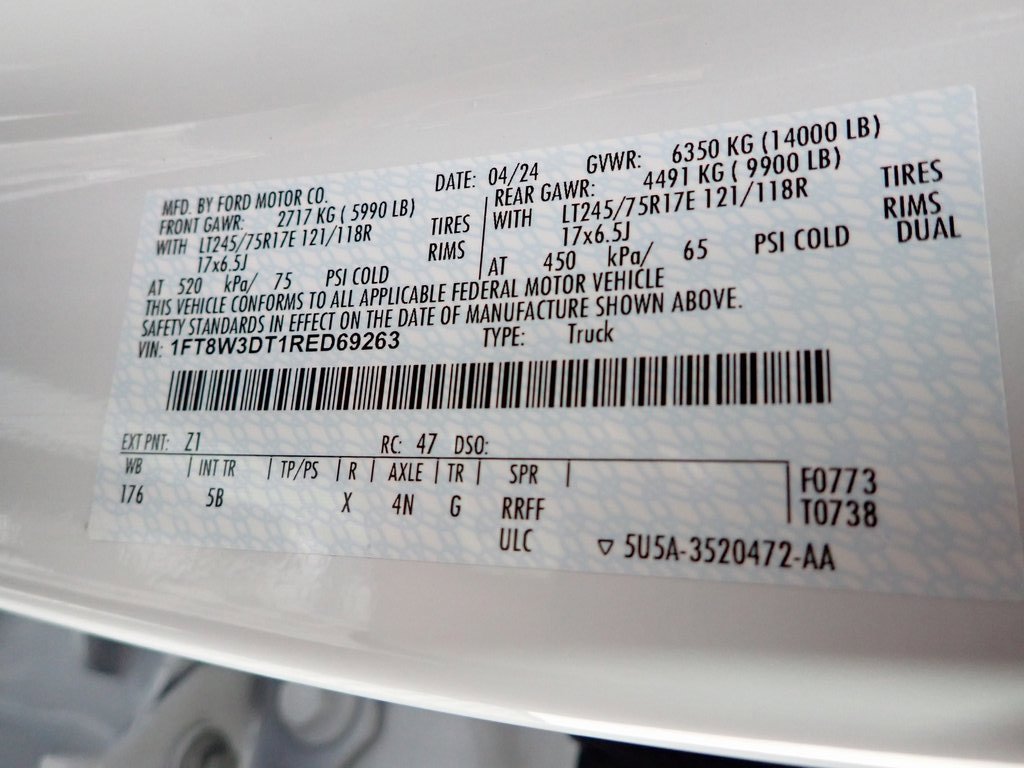 MFD. BY FORD MOTOR CO.
DATE: 04/24 GVWR: 6350 KG (14000 LB)
FRONT GAWR: 2717 KG ( 5990 LB)
REAR GAWR: 4491 KG ( 9900 LB)
WITH LT245/75R17E 121/118R TIRES
WITH LT245/75R17E 121/118R TIRES
17x6.5J RIMS
17x6.5J RIMS
AT 520 kPa/ 75 PSI COLD
AT 450 kPa/ 65 PSI COLD DUAL
THIS VEHICLE CONFORMS TO ALL APPLICABLE FEDERAL MOTOR VEHICLE
SAFETY STANDARDS IN EFFECT ON THE DATE OF MANUFACTURE SHOWN ABOVE.
VIN: 1FT8W3DT1RED69263 TYPE: Truck
EXT PNT: Z1 RC: 47 DSO:
WB | INT TR | TP/PS | R | AXLE | TR | SPR |
176 5B X 4N G RRFF
ULC
F0773
T0738
▽ 5U5A-3520472-AA